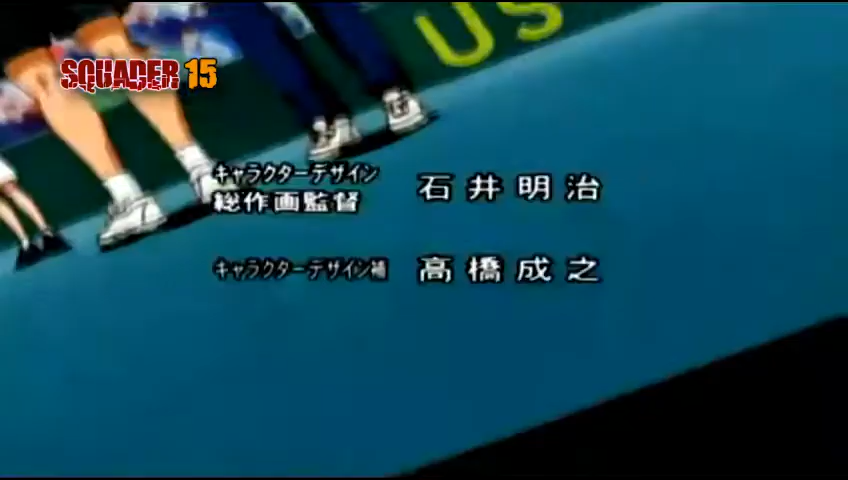 US
SQUADER 15
キャラクターデザイン
総作画監督
石井明治
キャラクターデザイン補
高橋成之